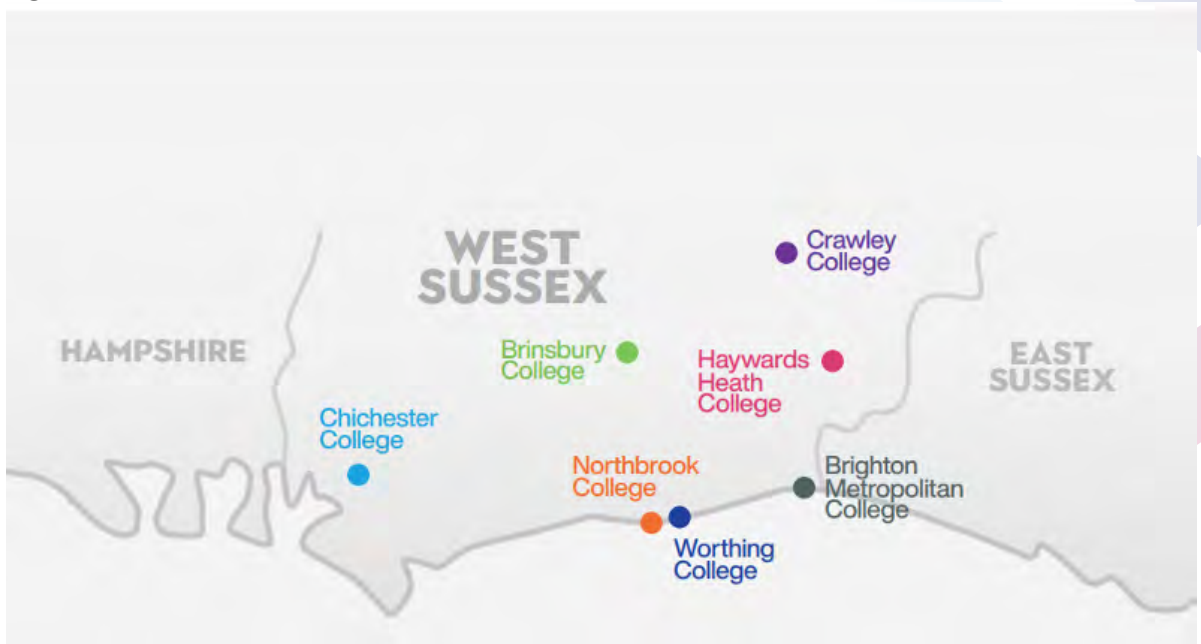 WEST
SUSSEX
Crawley
College
HAMPSHIRE
Brinsbury
College
Haywards
Heath
College
EAST
SUSSEX
Chichester
College
Northbrook
College
Brighton
Metropolitan
College
Worthing
College